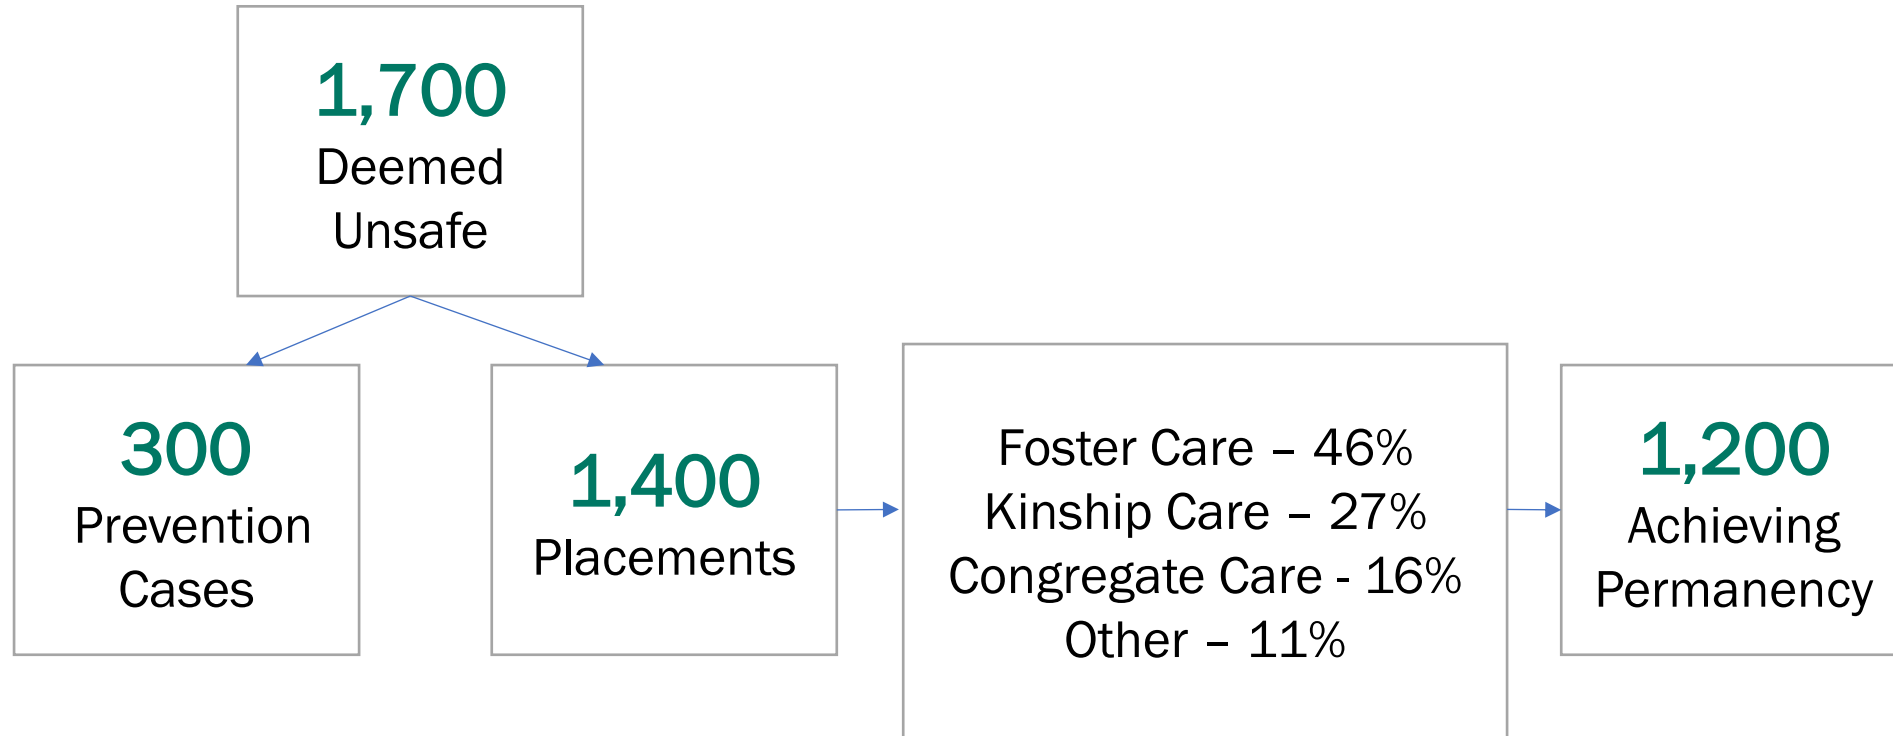 1,700
Deemed
Unsafe
300
Prevention
Cases
1,400
Placements
Foster Care – 46%
Kinship Care – 27%
Congregate Care - 16%
Other – 11%
1,200
Achieving
Permanency